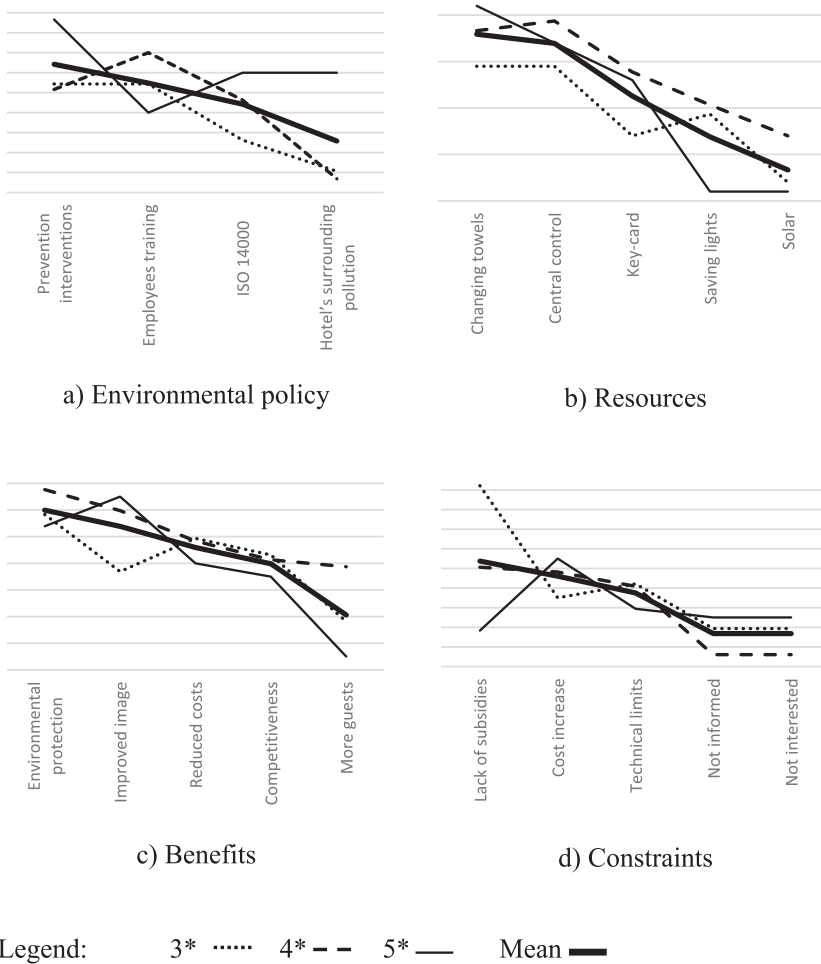 Prevention
interventions
Employees training
ISO 14000
Hotel's surrounding
pollution
a) Environmental policy
Changing towels
Central control
Key-card
Saving lights
Solar
b) Resources
Environmental
protection
Improved image
Reduced costs
Competitiveness
More guests
c) Benefits
Lack of subsidies
Cost increase
Technical limits
Not informed
Not interested
d) Constraints
Legend: 3* 4* 5* Mean